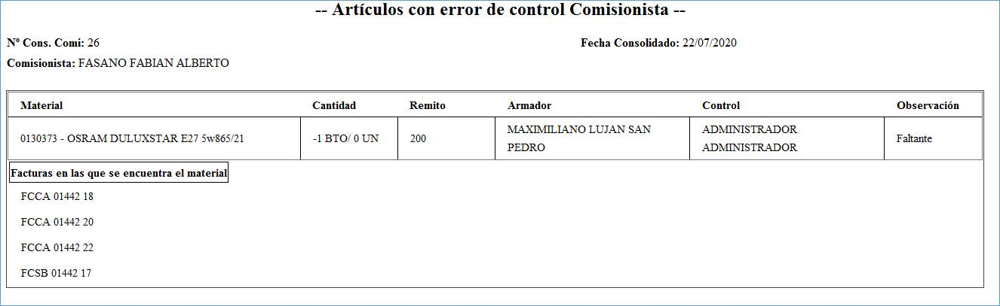 -- Artículos con error de control Comisionista --
Nº Cons. Comi: 26 Fecha Consolidado: 22/07/2020
Comisionista: FASANO FABIAN ALBERTO
Material Cantidad Remito Armador Control Observación
0130373 - OSRAM DULUXSTAR E27 5w865/21 -1 BTO/ 0 UN 200 MAXIMILIANO LUJAN SAN PEDRO ADMINISTRADOR ADMINISTRADOR Faltante
Facturas en las que se encuentra el material
FCCA 01442 18
FCCA 01442 20
FCCA 01442 22
FCSB 01442 17